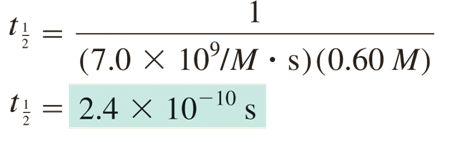 t½ = 1 / (7.0 × 10⁹/M · s)(0.60 M)
t½ = 2.4 × 10⁻¹⁰ s